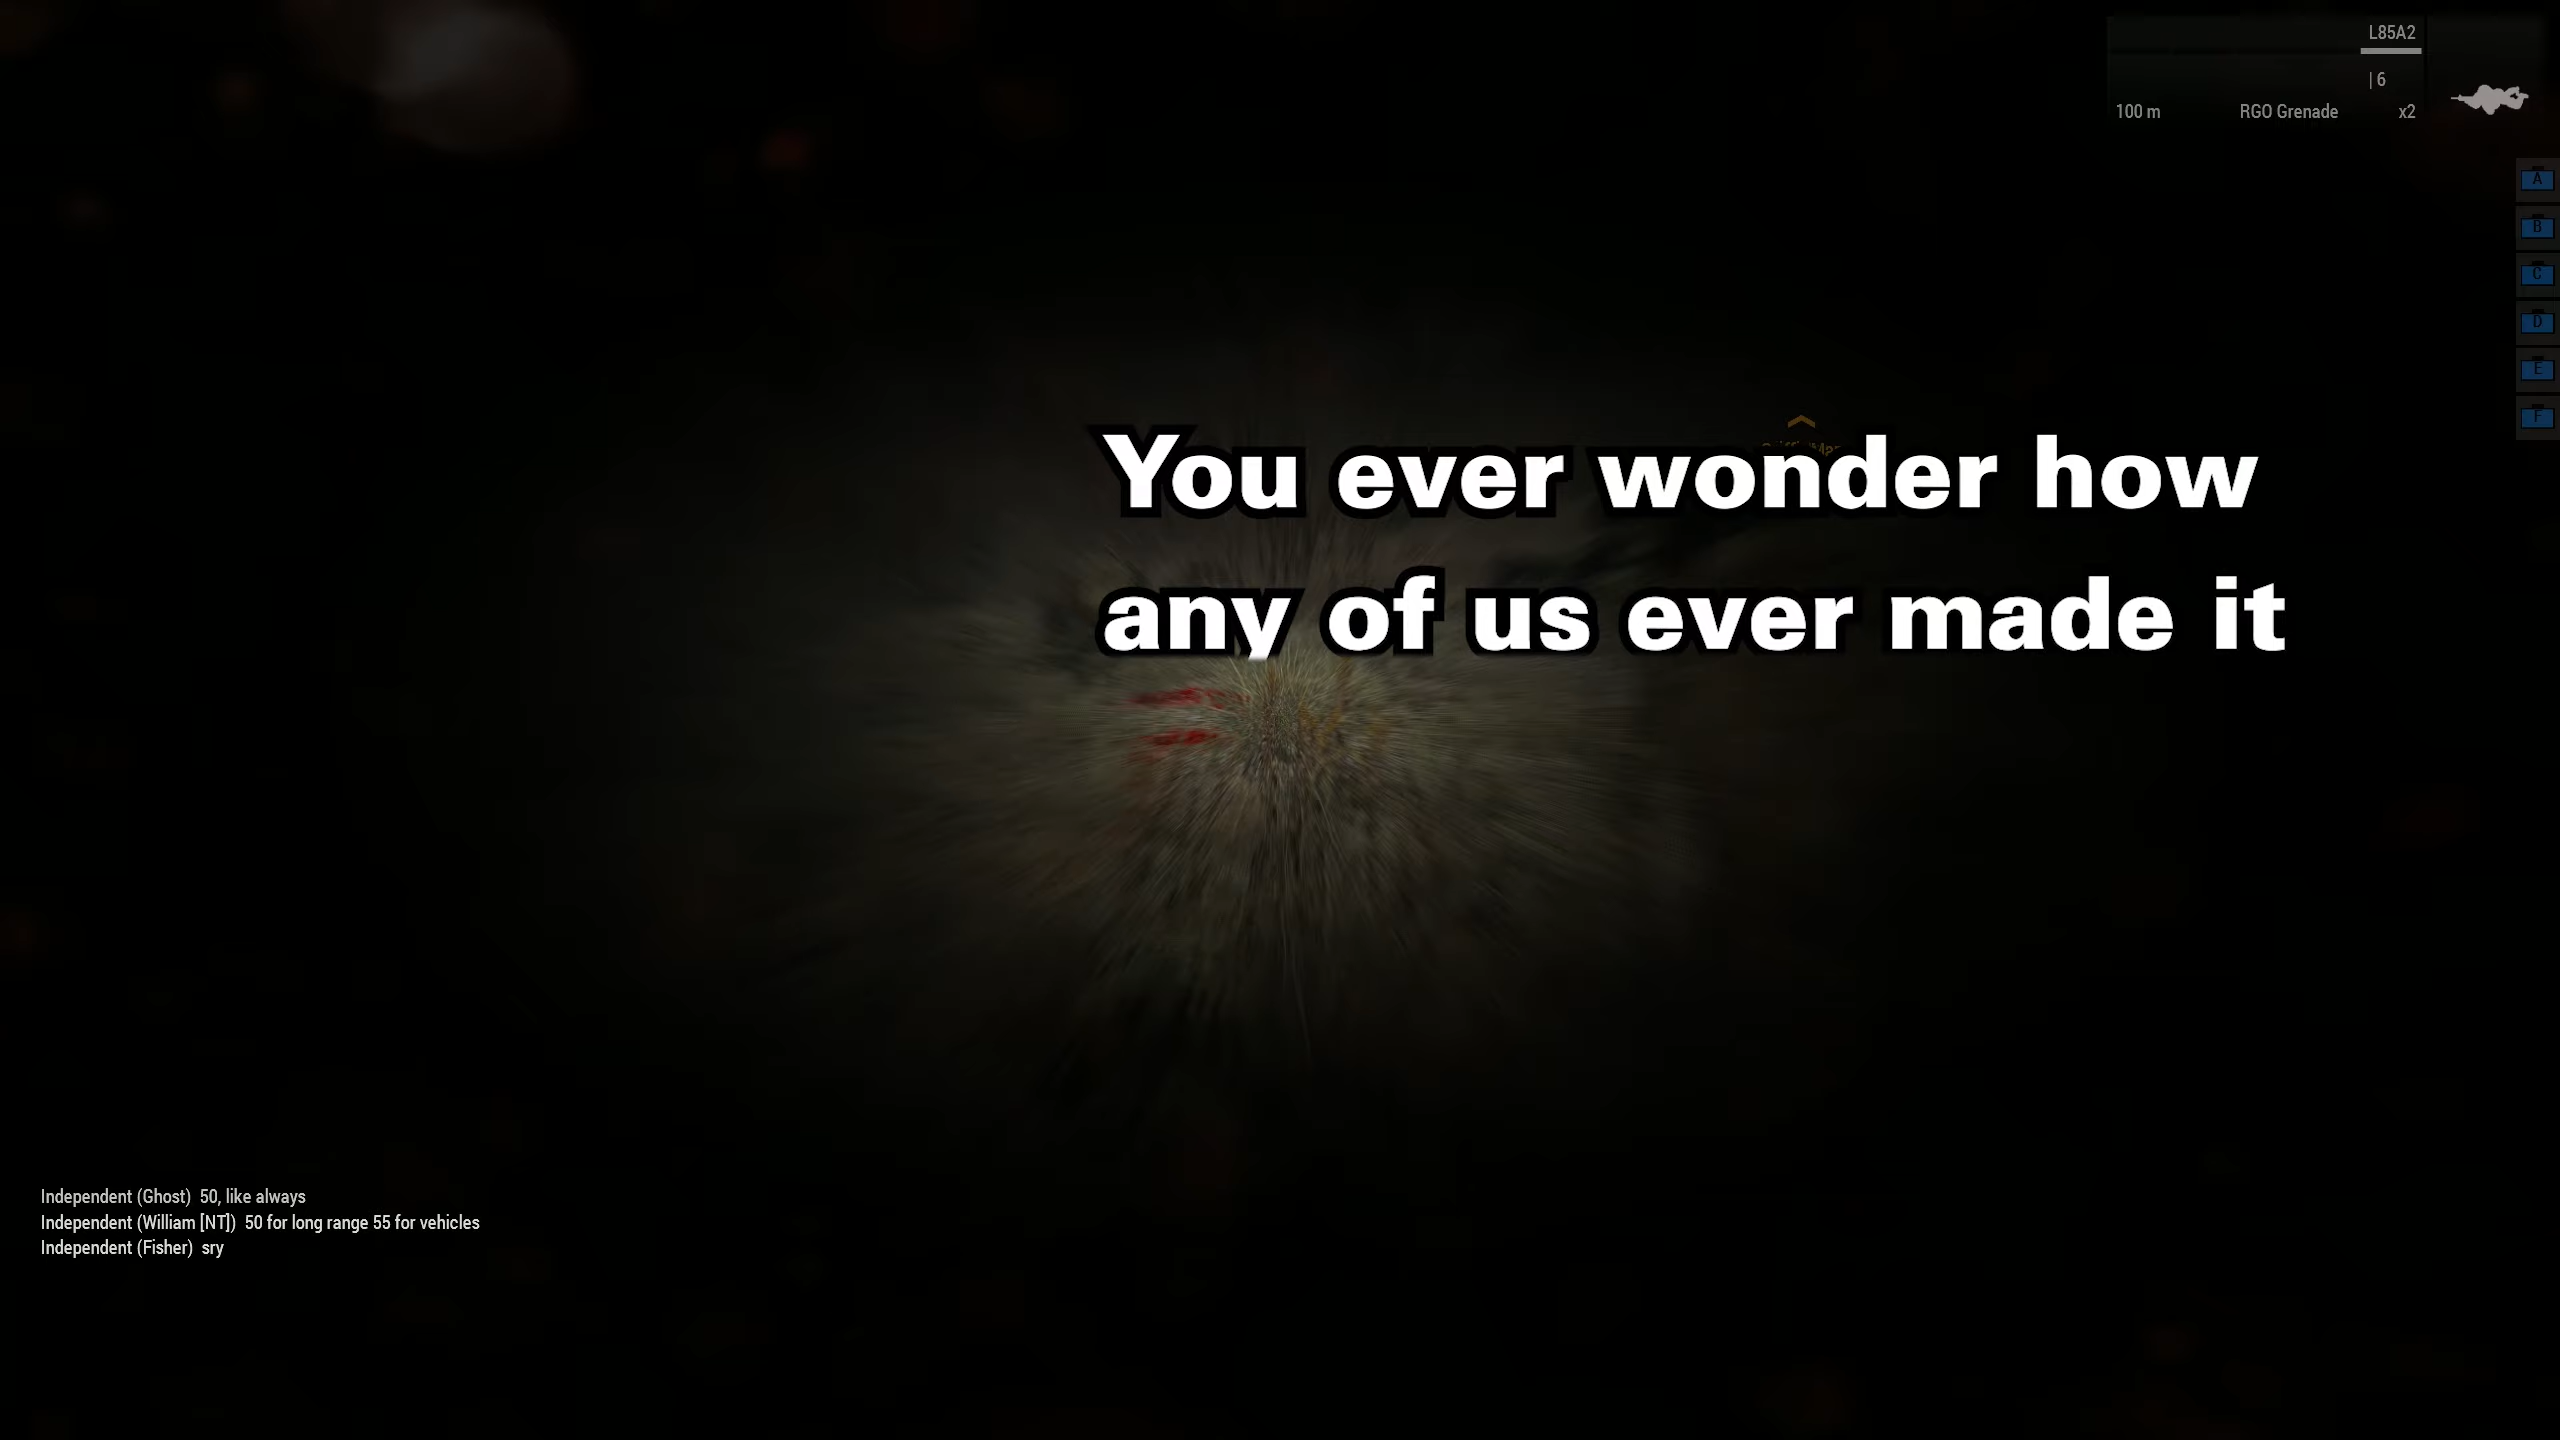 L85A2
| 6
100 m RGO Grenade x2
A
B
C
D
E
F
You ever wonder how
any of us ever made it
Independent (Ghost) 50, like always
Independent (William [NT]) 50 for long range 55 for vehicles
Independent (Fisher) sry